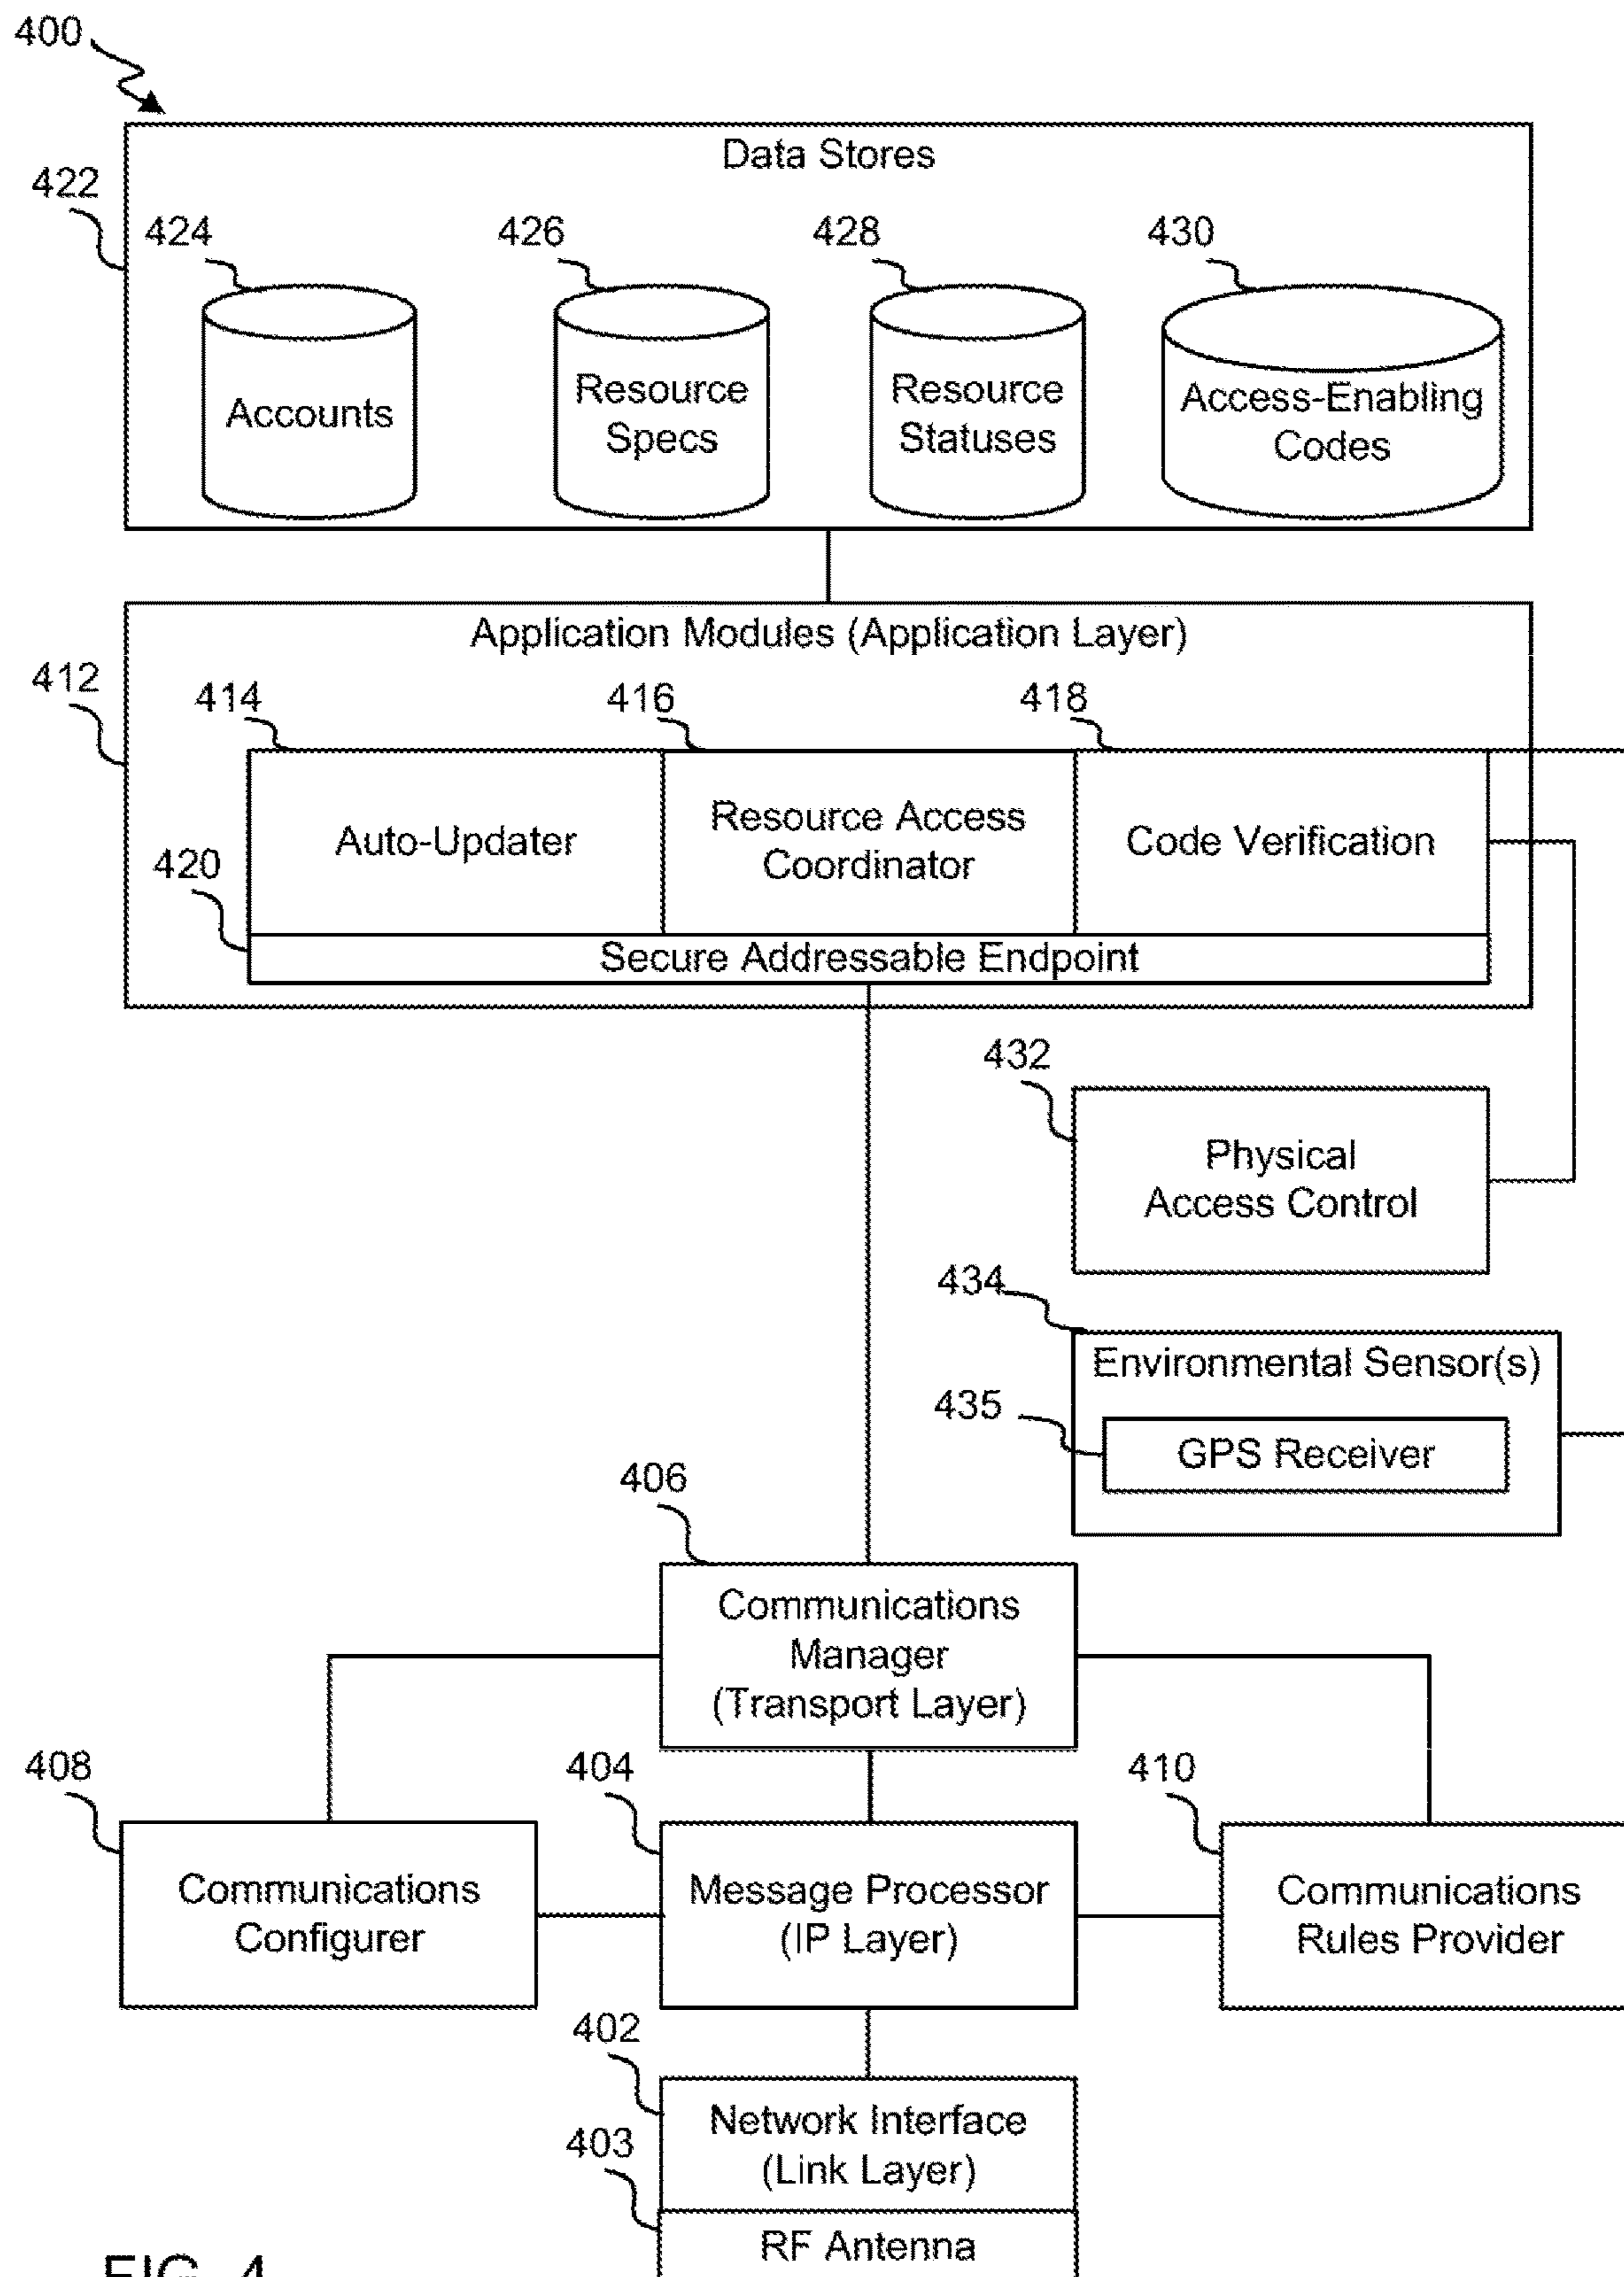 400
Data Stores
422
424
426
428
430
Accounts
Resource
Specs
Resource
Statuses
Access-Enabling
Codes
Application Modules (Application Layer)
412
414
416
418
Auto-Updater
Resource Access
Coordinator
Code Verification
420
Secure Addressable Endpoint
432
Physical
Access Control
434
Environmental Sensor(s)
435
GPS Receiver
406
Communications
Manager
(Transport Layer)
408
404
410
Communications
Configurer
Message Processor
(IP Layer)
Communications
Rules Provider
402
Network Interface
(Link Layer)
403
RF Antenna
FIG. 4